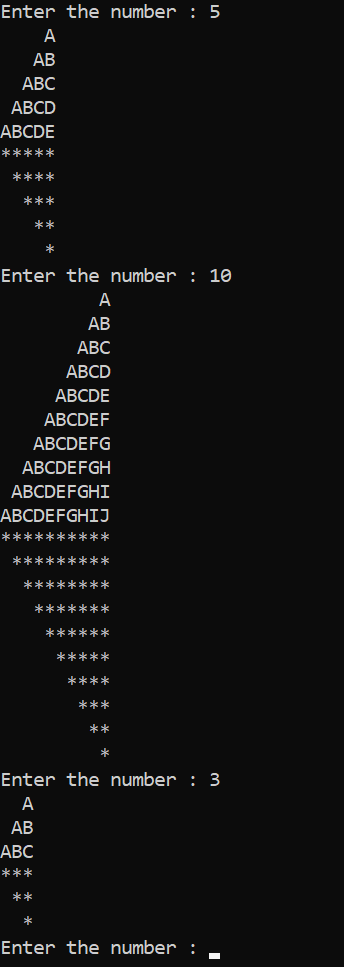 Enter the number : 5
    A
   AB
  ABC
 ABCD
ABCDE
*****
 ****
  ***
   **
    *
Enter the number : 10
         A
        AB
       ABC
      ABCD
     ABCDE
    ABCDEF
   ABCDEFG
  ABCDEFGH
 ABCDEFGHI
ABCDEFGHIJ
**********
 *********
  ********
   *******
    ******
     *****
      ****
       ***
        **
         *
Enter the number : 3
  A
 AB
ABC
***
 **
  *
Enter the number :